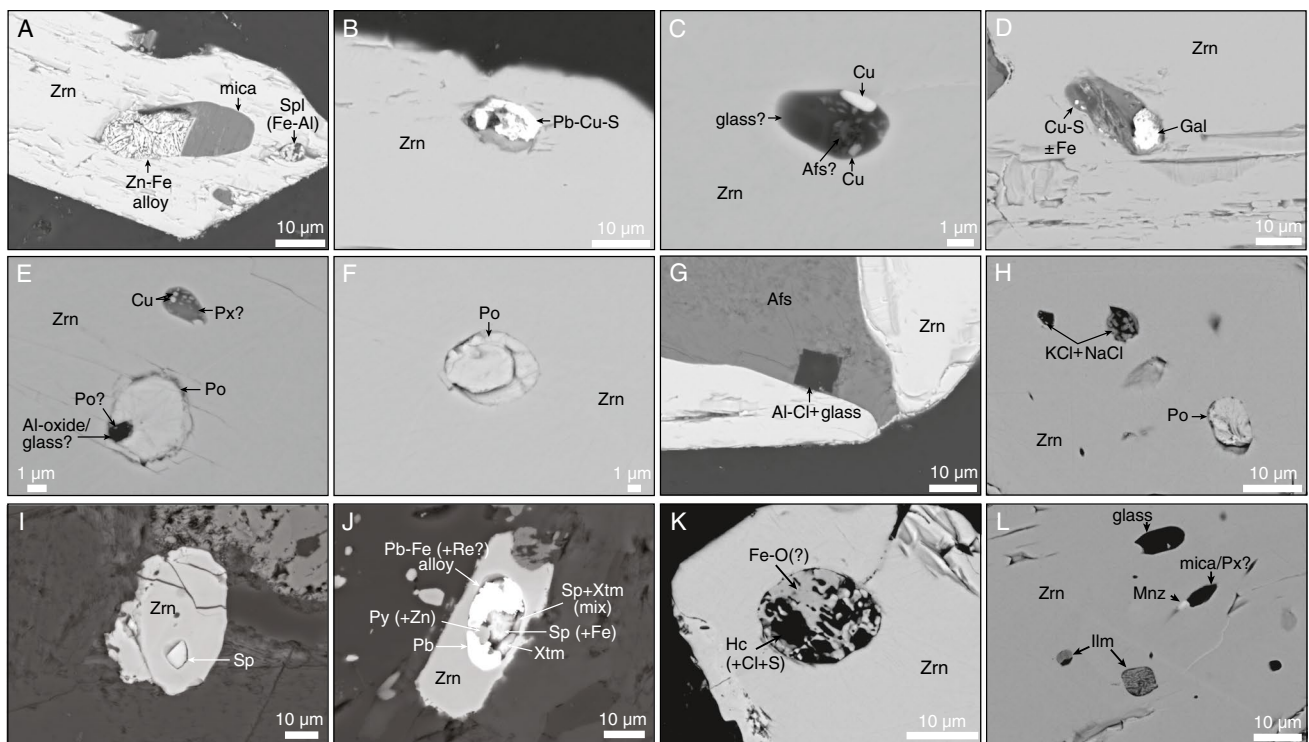 A
Zrn
mica
Spl
(Fe-Al)
Zn-Fe
alloy
10 µm
B
Pb-Cu-S
Zrn
10 µm
C
Cu
glass?
Afs?
Cu
Zrn
1 µm
D
Zrn
Cu-S
±Fe
Gal
10 µm
E
Cu
Px?
Zrn
Po
Po?
Al-oxide/
glass?
1 µm
F
Po
Zrn
1 µm
G
Afs
Zrn
Al-Cl+glass
10 µm
H
KCl+NaCl
Po
Zrn
10 µm
I
Zrn
Sp
10 µm
J
Pb-Fe (+Re?)
alloy
Sp+Xtm
(mix)
Py (+Zn)
Sp (+Fe)
Pb
Xtm
Zrn
10 µm
K
Fe-O(?)
Hc
(+Cl+S)
Zrn
10 µm
L
glass
mica/Px?
Zrn
Mnz
Ilm
10 µm